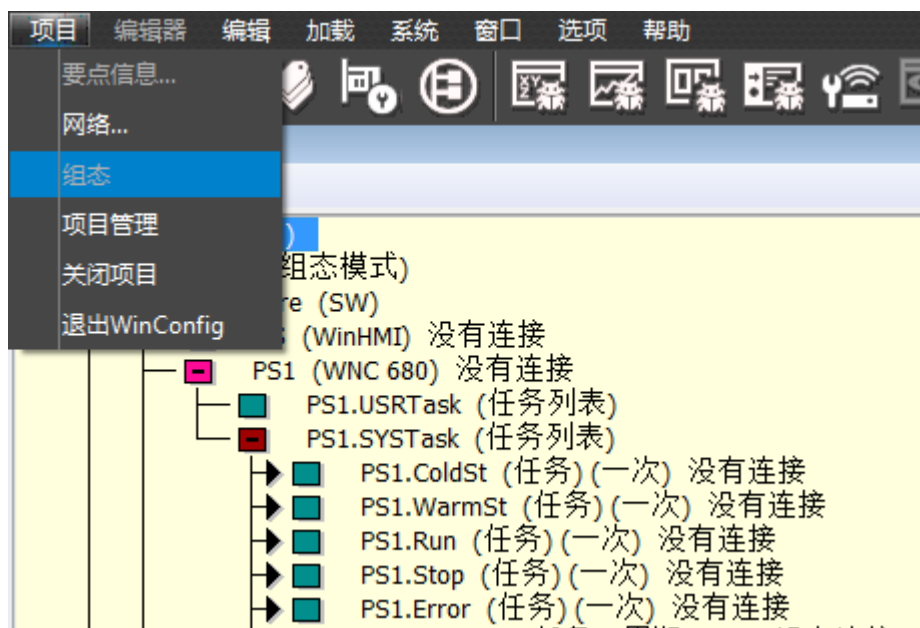 项目 编辑器 编辑 加载 系统 窗口 选项 帮助
要点信息...
网络...
组态
项目管理
关闭项目
退出WinConfig
)
组态模式)
re (SW)
(WinHMI) 没有连接
PS1 (WNC 680) 没有连接
PS1.USRTask (任务列表)
PS1.SYSTask (任务列表)
PS1.ColdSt (任务) (一次) 没有连接
PS1.WarmSt (任务) (一次) 没有连接
PS1.Run (任务) (一次) 没有连接
PS1.Stop (任务) (一次) 没有连接
PS1.Error (任务) (一次) 没有连接